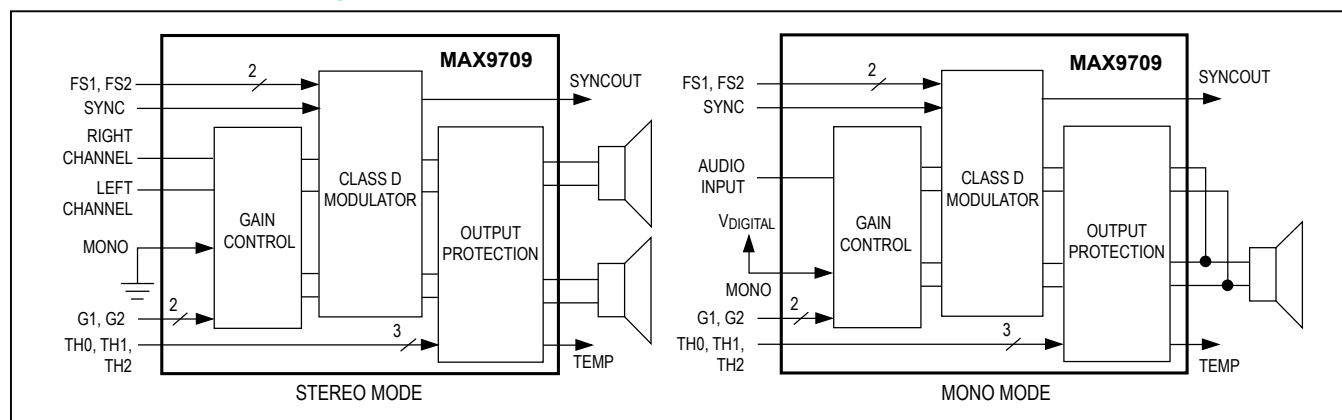 MAX9709
FS1, FS2
2
SYNC
SYNCOUT
RIGHT
CHANNEL
LEFT
CHANNEL
MONO
G1, G2
2
TH0, TH1,
TH2
3
GAIN
CONTROL
CLASS D
MODULATOR
OUTPUT
PROTECTION
TEMP
STEREO MODE
MAX9709
FS1, FS2
2
SYNC
SYNCOUT
AUDIO
INPUT
VDIGITAL
MONO
G1, G2
2
TH0, TH1,
TH2
3
GAIN
CONTROL
CLASS D
MODULATOR
OUTPUT
PROTECTION
TEMP
MONO MODE